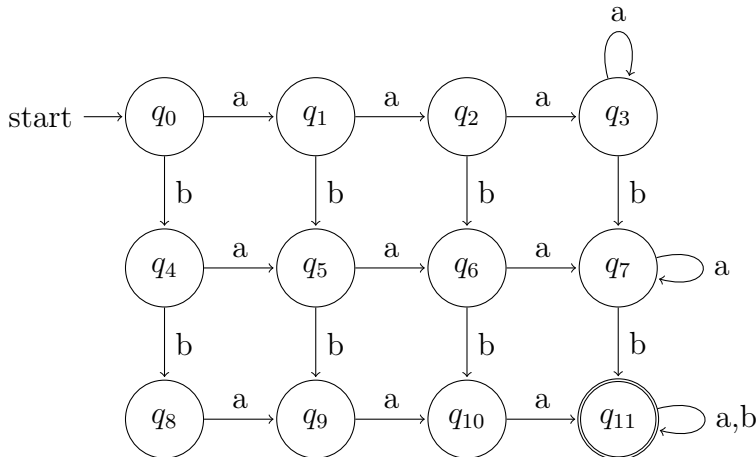 a
start q₀ a q₁ a q₂ a q₃
b b b b
q₄ a q₅ a q₆ a q₇ a
b b b b
q₈ a q₉ a q₁₀ a q₁₁ a,b